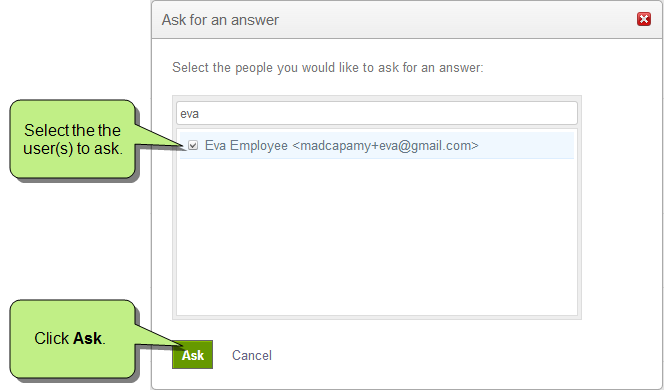 Ask for an answer
Select the people you would like to ask for an answer:
eva
Select the the
user(s) to ask.
Eva Employee <madcapamy+eva@gmail.com>
Click Ask.
Ask
Cancel